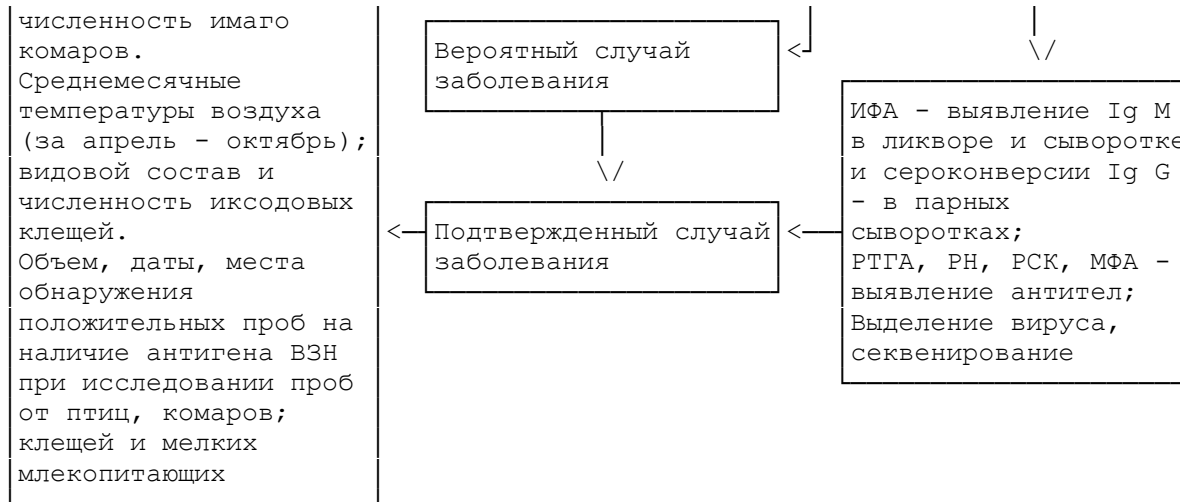 численность имаго
комаров.
Среднемесячные
температуры воздуха
(за апрель - октябрь);
видовой состав и
численность иксодовых
клещей.
Объем, даты, места
обнаружения
положительных проб на
наличие антигена ВЗН
при исследовании проб
от птиц, комаров;
клещей и мелких
млекопитающих
Вероятный случай
заболевания
Подтвержденный случай
заболевания
ИФА - выявление Ig M
в ликворе и сыворотке
и сероконверсии Ig G
- в парных
сыворотках;
РТГА, РН, РСК, МФА -
выявление антител;
Выделение вируса,
секвенирование